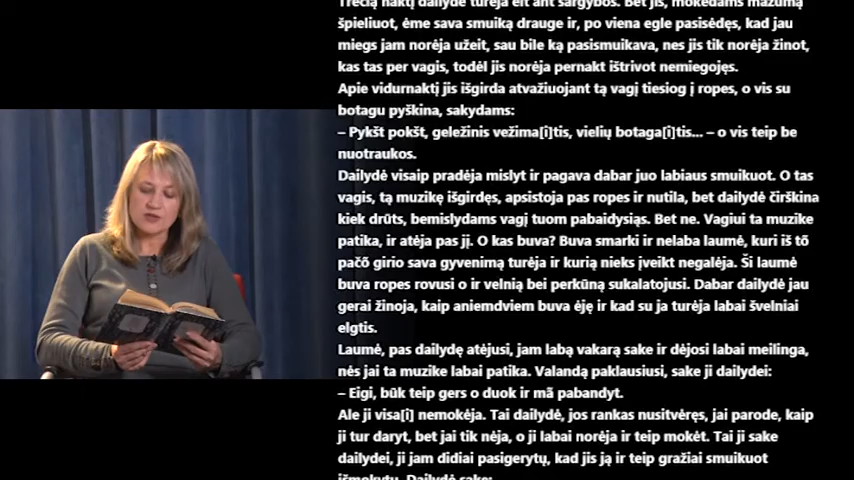 Trečią naktį dailydė turėja eit ant sargybos. Bet jis, mokėdams mažumą
špieliuot, ėme sava smuiką drauge ir, po viena egle pasisėdęs, kad jau
miegs jam norėja užeit, sau bile ką pasismuikava, nes jis tik norėja žinot,
kas tas per vagis, todėl jis norėja pernakt ištrivot nemiegojęs.
Apie vidurnaktį jis išgirda atvažiuojant tą vagį tiesiog į ropes, o vis su
botagu pyškina, sakydams:
– Pykšt pokšt, geležinis vežima[i]tis, vielių botaga[i]tis... – o vis teip be
nuotraukos.
Dailydė visaip pradėja mislyt ir pagava dabar juo labiaus smuikuot. O tas
vagis, tą muzikę išgirdęs, apsistoja pas ropes ir nutila, bet dailydė čirškina
kiek drūts, bemislydams vagį tuom pabaidysiąs. Bet ne. Vagiui ta muzike
patika, ir atėja pas jį. O kas buva? Buva smarki ir nelaba laumė, kuri iš tõ
pačõ girio sava gyvenimą turėja ir kurią nieks įveikt negalėja. Ši laumė
buva ropes rovusi o ir velnią bei perkūną sukalatojusi. Dabar dailydė jau
gerai žinoja, kaip aniemdviem buva ėję ir kad su ja turėja labai švelniai
elgtis.
Laumė, pas dailydę atėjusi, jam labą vakarą sake ir dėjosi labai meilinga,
nės jai ta muzike labai patika. Valandą paklausiusi, sake ji dailydei:
– Eigi, būk teip gers o duok ir mã pabandyt.
Ale ji visa[i] nemokėja. Tai dailydė, jos rankas nusitvėręs, jai parode, kaip
ji tur daryt, bet jai tik nėja, o ji labai norėja ir teip mokėt. Tai ji sake
dailydei, ji jam didiai pasigerytų, kad jis ją ir teip gražiai smuikuot
išmokytų. Dailydė sake: